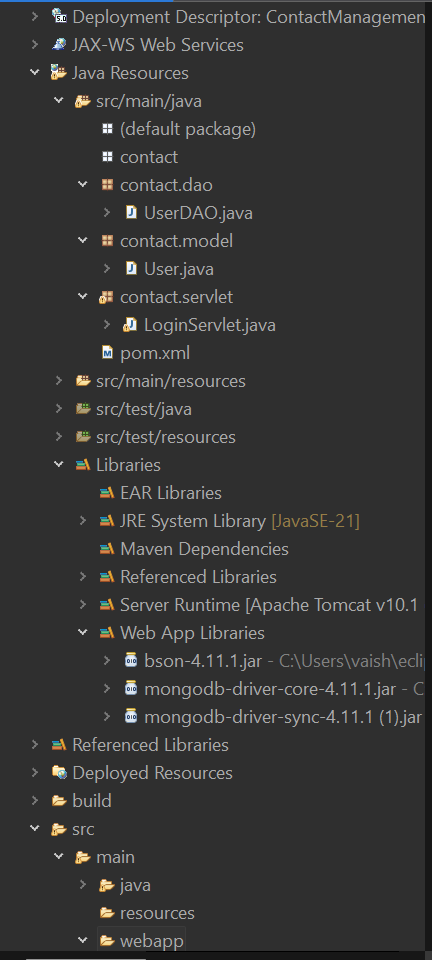 Deployment Descriptor: ContactManagemen
JAX-WS Web Services
Java Resources
src/main/java
(default package)
contact
contact.dao
UserDAO.java
contact.model
User.java
contact.servlet
LoginServlet.java
pom.xml
src/main/resources
src/test/java
src/test/resources
Libraries
EAR Libraries
JRE System Library [JavaSE-21]
Maven Dependencies
Referenced Libraries
Server Runtime [Apache Tomcat v10.1
Web App Libraries
bson-4.11.1.jar - C:\Users\vaish\eclip
mongodb-driver-core-4.11.1.jar - C
mongodb-driver-sync-4.11.1 (1).jar
Referenced Libraries
Deployed Resources
build
src
main
java
resources
webapp